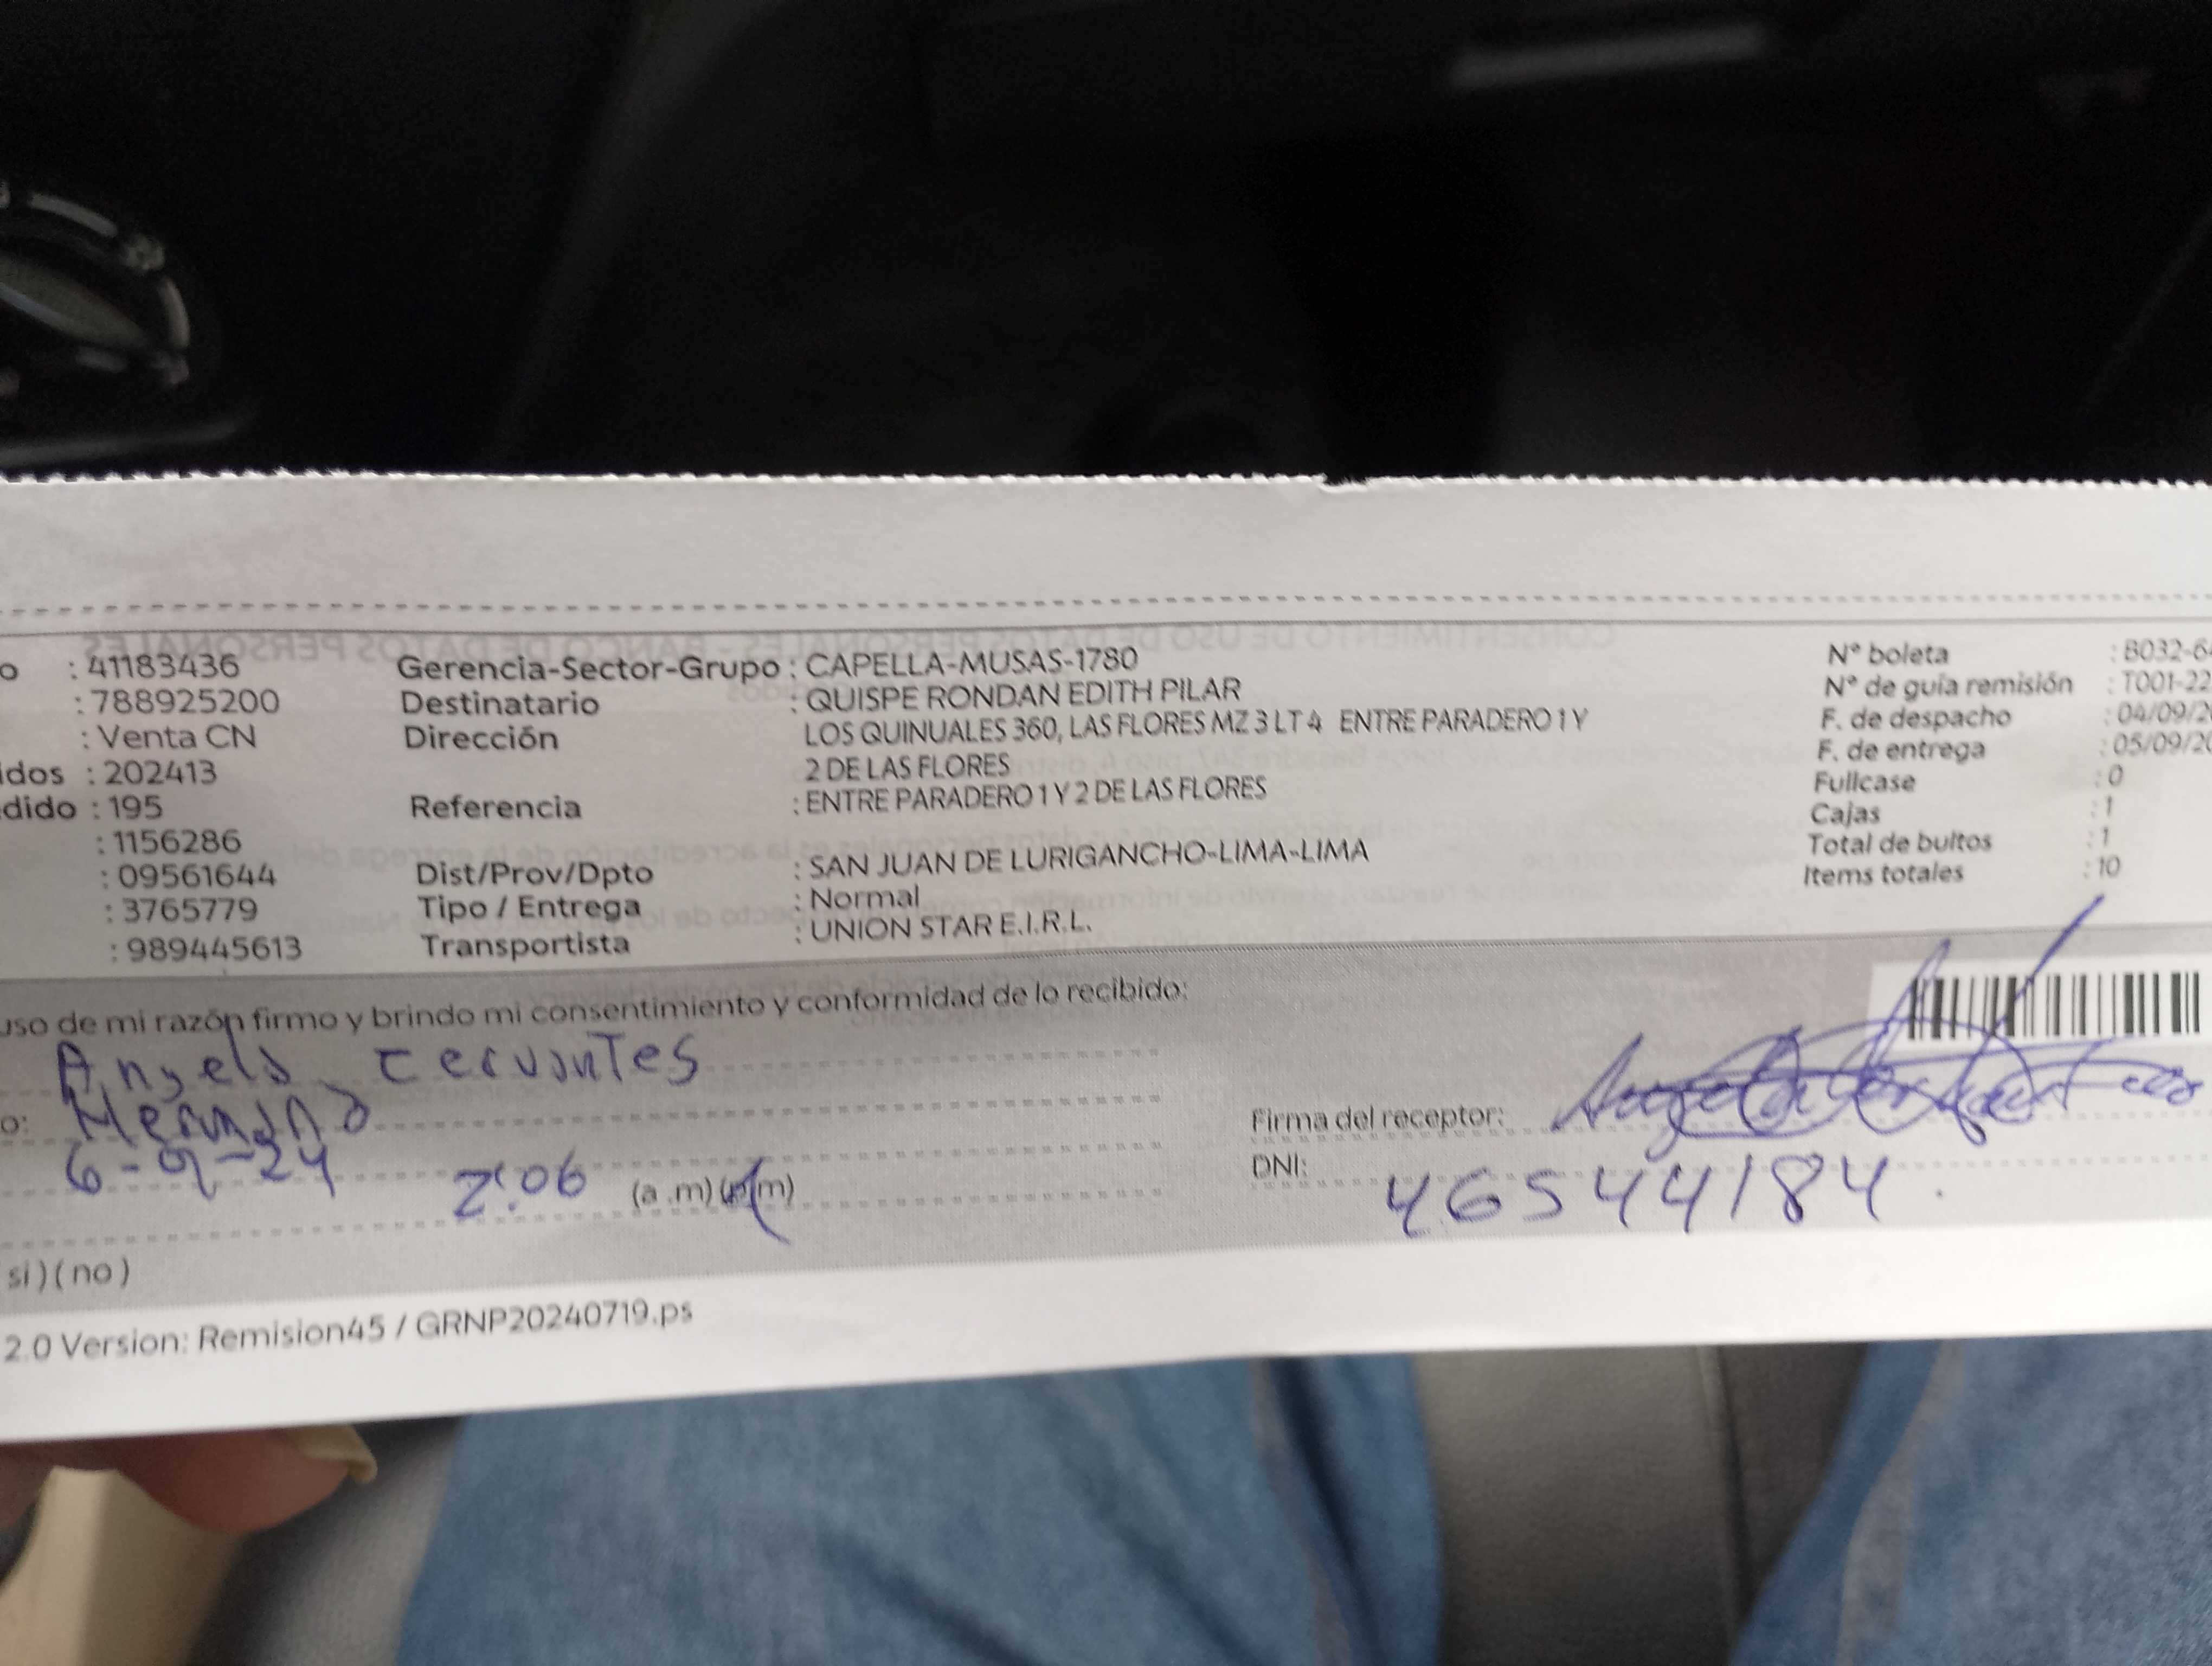 o : 41183436
: 788925200
: Venta CN
idos : 202413
dido : 195
: 1156286
: 09561644
: 3765779
: 989445613
Gerencia-Sector-Grupo : CAPELLA-MUSAS-1780
Destinatario : QUISPE RONDAN EDITH PILAR
Dirección LOS QUINUALES 360, LAS FLORES MZ 3 LT 4 ENTRE PARADERO 1 Y
2 DE LAS FLORES
Referencia : ENTRE PARADERO 1 Y 2 DE LAS FLORES
Dist/Prov/Dpto : SAN JUAN DE LURIGANCHO-LIMA-LIMA
Tipo / Entrega : Normal
Transportista : UNION STAR E.I.R.L.
N° boleta : B032-64
N° de guía remisión : T001-22
F. de despacho : 04/09/20
F. de entrega : 05/09/20
Fullcase : 0
Cajas : 1
Total de bultos : 1
Items totales : 10
uso de mi razón firmo y brindo mi consentimiento y conformidad de lo recibido:
Angelo Cervantes
o: Hermano
6-9-24 2:06 (a.m) (p.m)
Firma del receptor:
DNI: 46544184
si ) ( no )
2.0 Version: Remision45 / GRNP20240719.ps